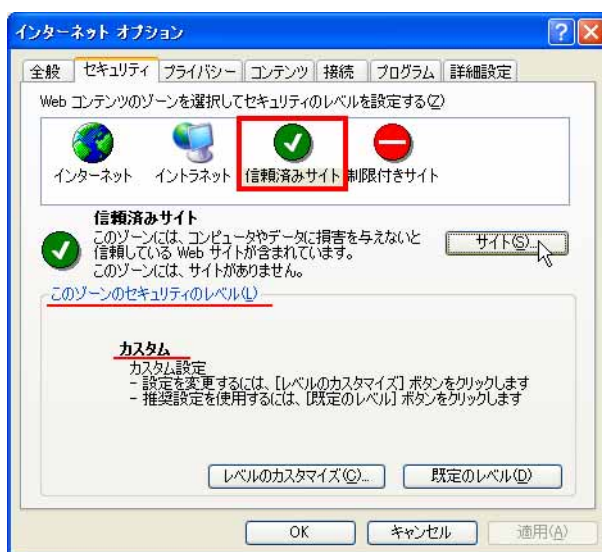 インターネット オプション
全般 セキュリティ プライバシー コンテンツ 接続 プログラム 詳細設定
Web コンテンツのゾーンを選択してセキュリティのレベルを設定する(Z)
インターネット イントラネット 信頼済みサイト 制限付きサイト
信頼済みサイト
このゾーンには、コンピュータやデータに損害を与えないと
信頼している Web サイトが含まれています。
このゾーンには、サイトがありません。
サイト(S)...
このゾーンのセキュリティのレベル(L)
カスタム
カスタム設定
- 設定を変更するには、[レベルのカスタマイズ] ボタンをクリックします
- 推奨設定を使用するには、[既定のレベル] ボタンをクリックします
レベルのカスタマイズ(C)... 既定のレベル(D)
OK キャンセル 適用(A)